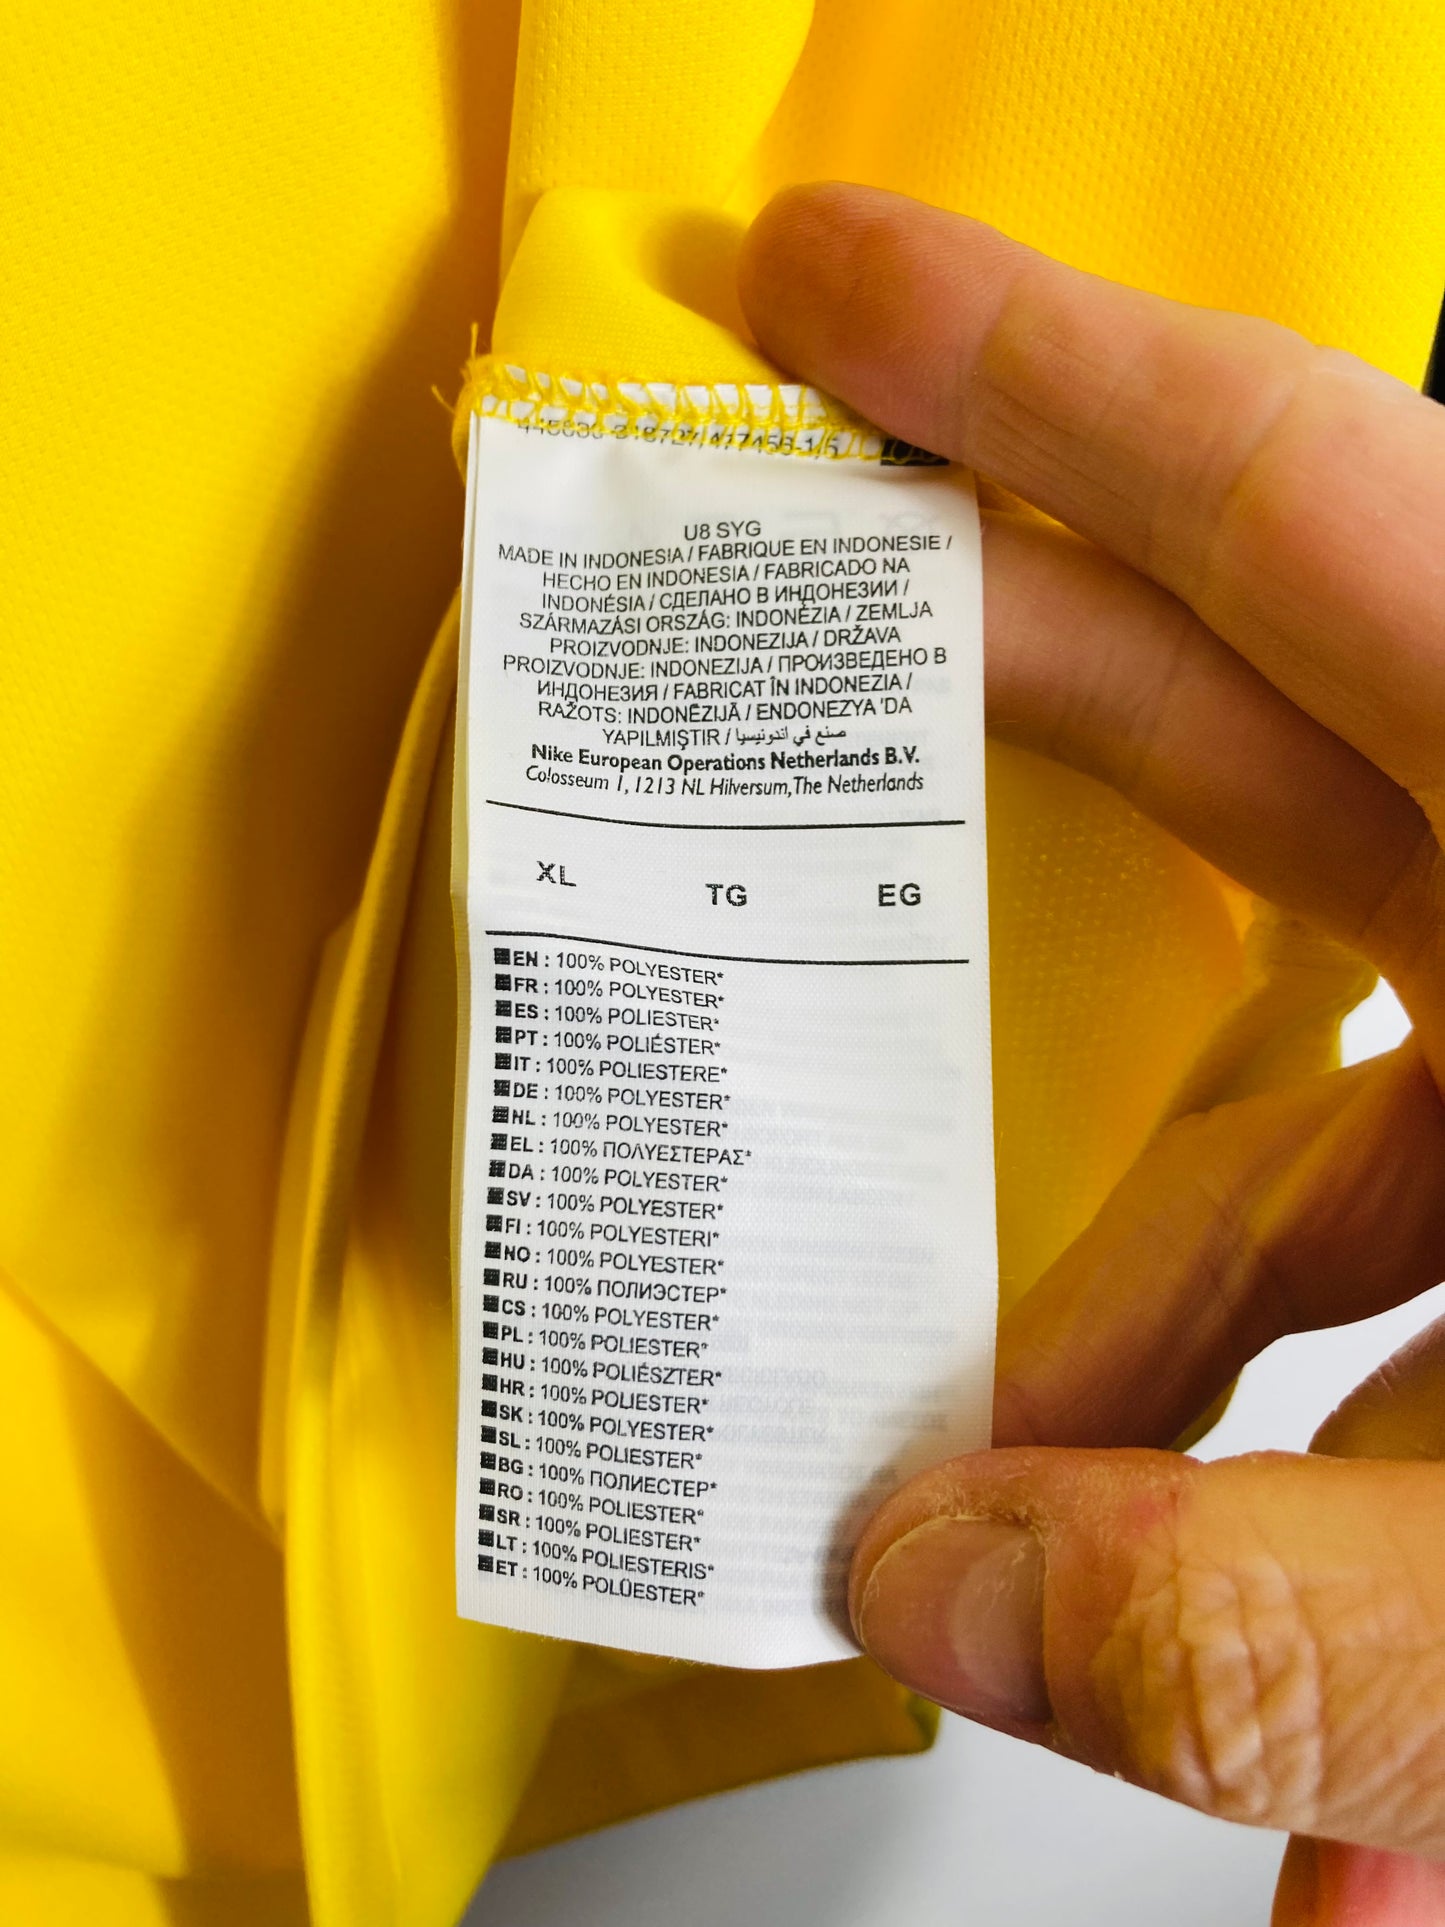 U8 SYG
MADE IN INDONESIA / FABRIQUE EN INDONESIE /
HECHO EN INDONESIA / FABRICADO NA
INDONÉSIA / СДЕЛАНО В ИНДОНЕЗИИ /
SZÁRMAZÁSI ORSZÁG: INDONÉZIA / ZEMLJA
PROIZVODNJE: INDONEZIJA / DRŽAVA
PROIZVODNJE: INDONEZIJA / ПРОИЗВЕДЕНО В
ИНДОНЕЗИЯ / FABRICAT ÎN INDONEZIA /
RAŽOTS: INDONĒZIJĀ / ENDONEZYA 'DA
YAPILMIŞTIR / صنع في اندونيسيا
Nike European Operations Netherlands B.V.
Colosseum 1, 1213 NL Hilversum, The Netherlands
XL TG EG
EN : 100% POLYESTER*
FR : 100% POLYESTER*
ES : 100% POLIESTER*
PT : 100% POLIÉSTER*
IT : 100% POLIESTERE*
DE : 100% POLYESTER*
NL : 100% POLYESTER*
EL : 100% ΠΟΛΥΕΣΤΕΡΑΣ*
DA : 100% POLYESTER*
SV : 100% POLYESTER*
FI : 100% POLYESTERI*
NO : 100% POLYESTER*
RU : 100% ПОЛИЭСТЕР*
CS : 100% POLYESTER*
PL : 100% POLIESTER*
HU : 100% POLIÉSZTER*
HR : 100% POLIESTER*
SK : 100% POLYESTER*
SL : 100% POLIESTER*
BG : 100% ПОЛИЕСТЕР*
RO : 100% POLIESTER*
SR : 100% POLIESTER*
LT : 100% POLIESTERIS*
ET : 100% POLÜESTER*